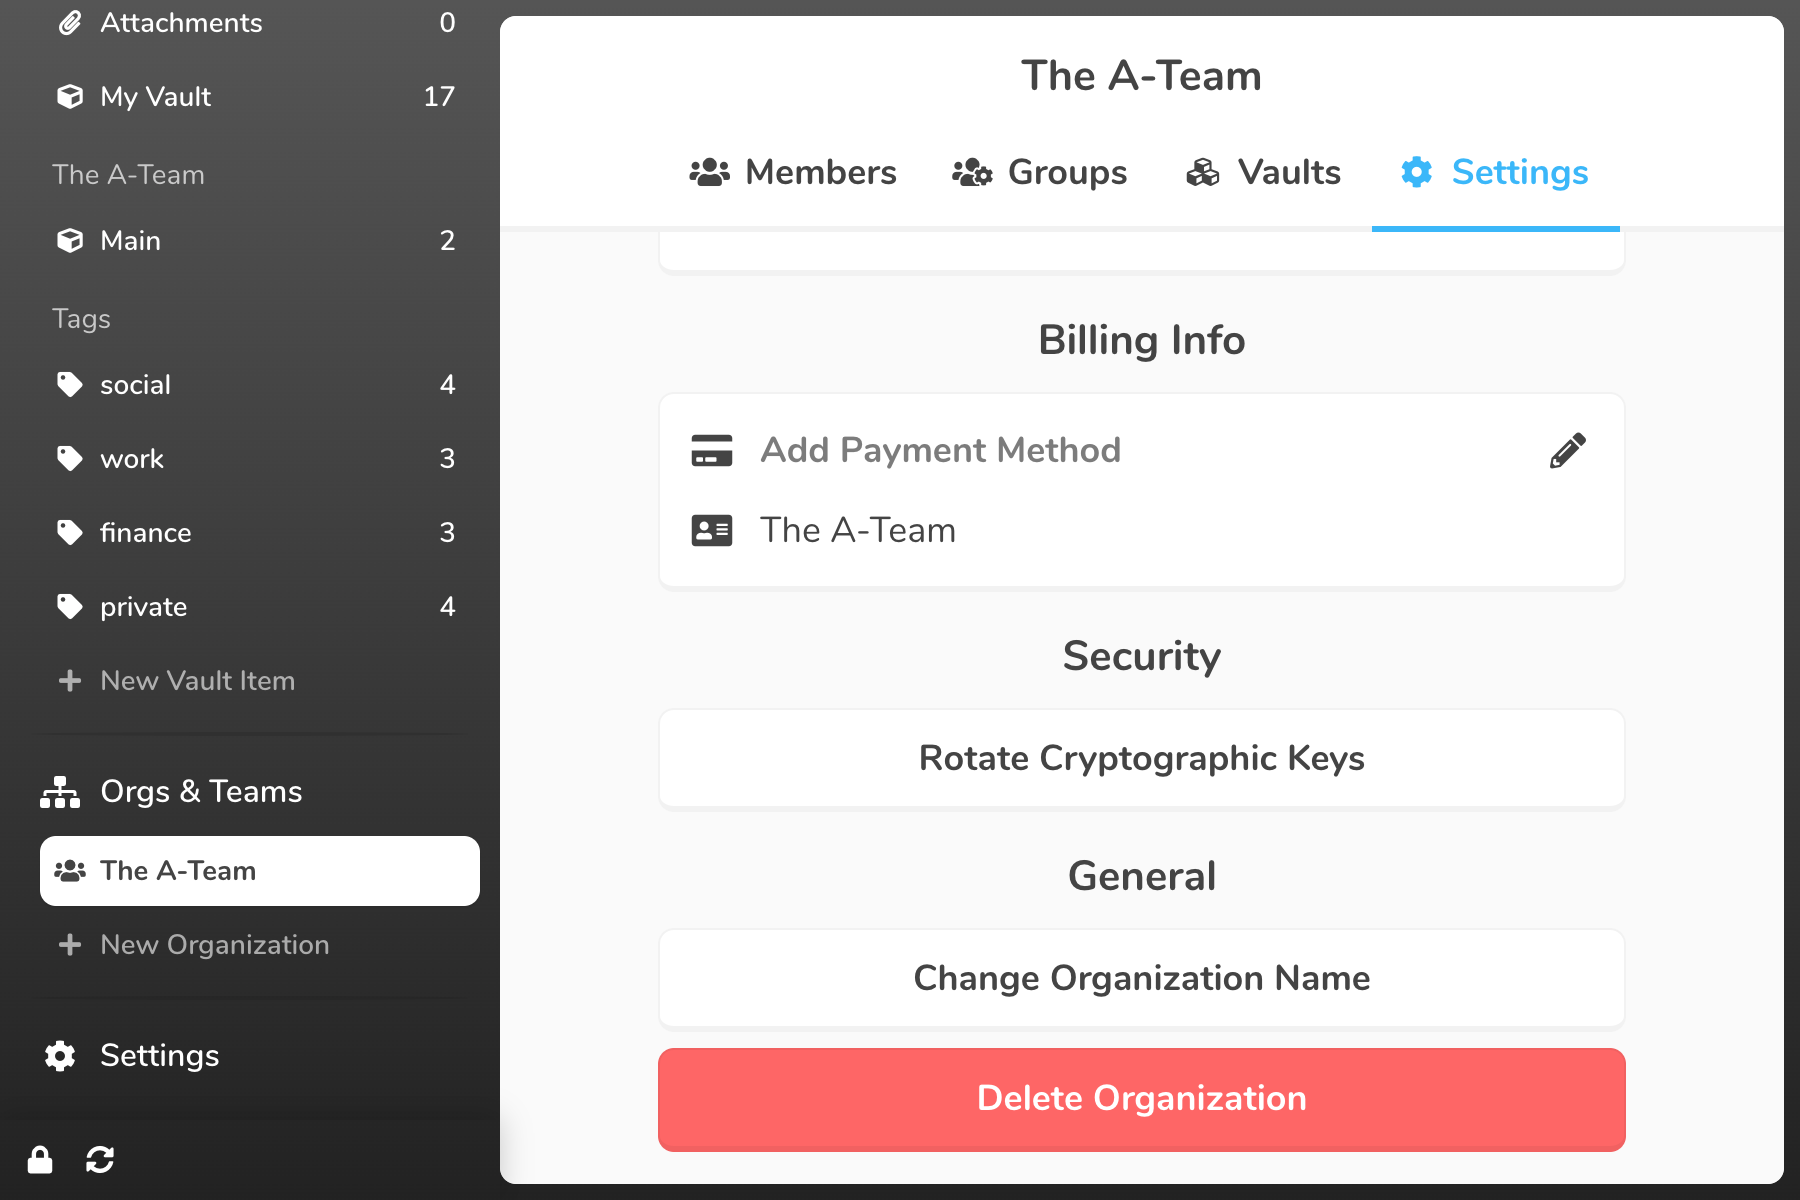 Attachments 0
My Vault 17
The A-Team
Main 2
Tags
social 4
work 3
finance 3
private 4
New Vault Item
Orgs & Teams
The A-Team
New Organization
Settings
The A-Team
Members Groups Vaults Settings
Billing Info
Add Payment Method
The A-Team
Security
Rotate Cryptographic Keys
General
Change Organization Name
Delete Organization